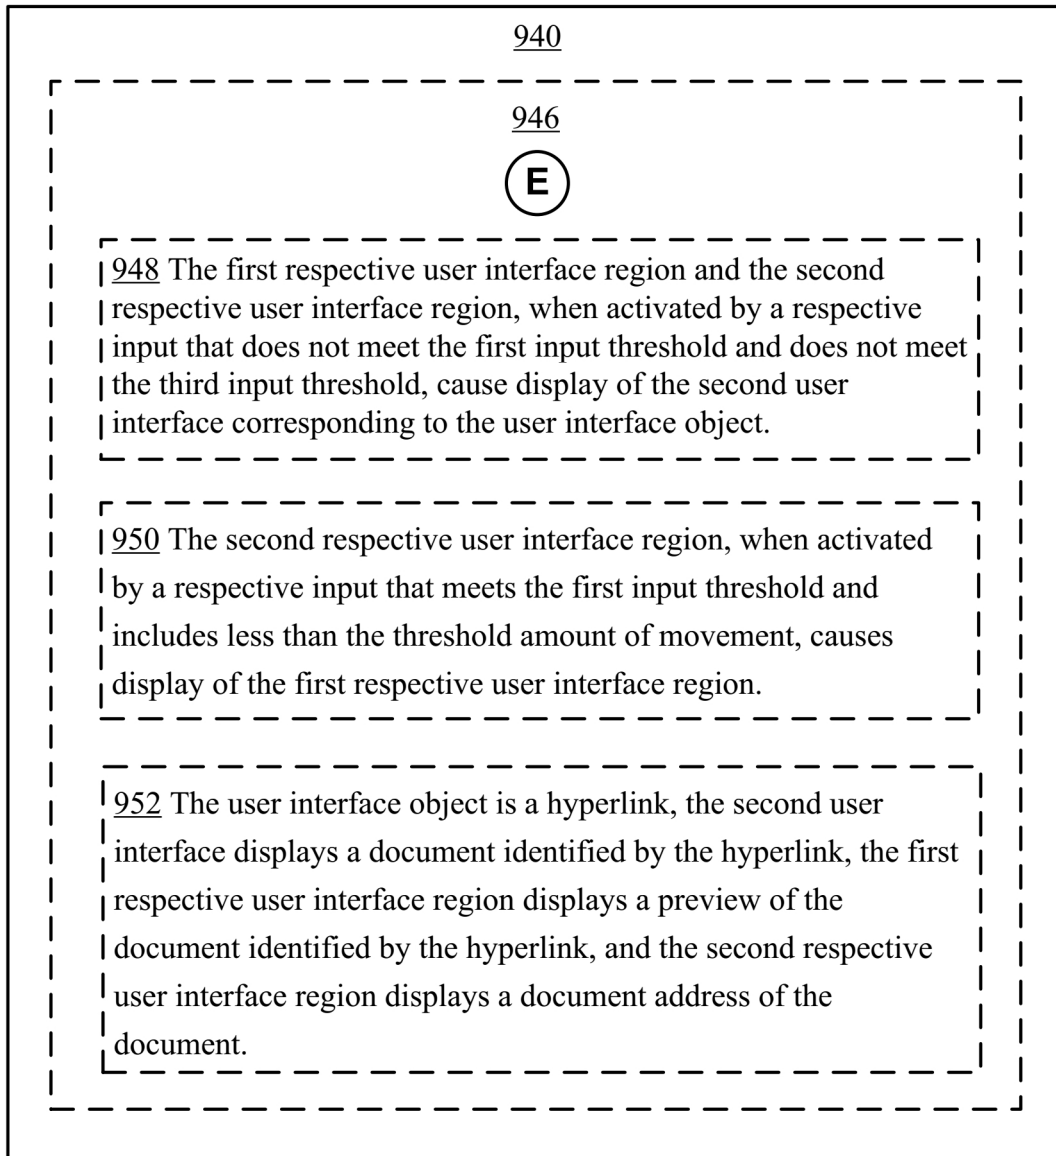 940
946
E
948 The first respective user interface region and the second
respective user interface region, when activated by a respective
input that does not meet the first input threshold and does not meet
the third input threshold, cause display of the second user
interface corresponding to the user interface object.
950 The second respective user interface region, when activated
by a respective input that meets the first input threshold and
includes less than the threshold amount of movement, causes
display of the first respective user interface region.
952 The user interface object is a hyperlink, the second user
interface displays a document identified by the hyperlink, the first
respective user interface region displays a preview of the
document identified by the hyperlink, and the second respective
user interface region displays a document address of the
document.